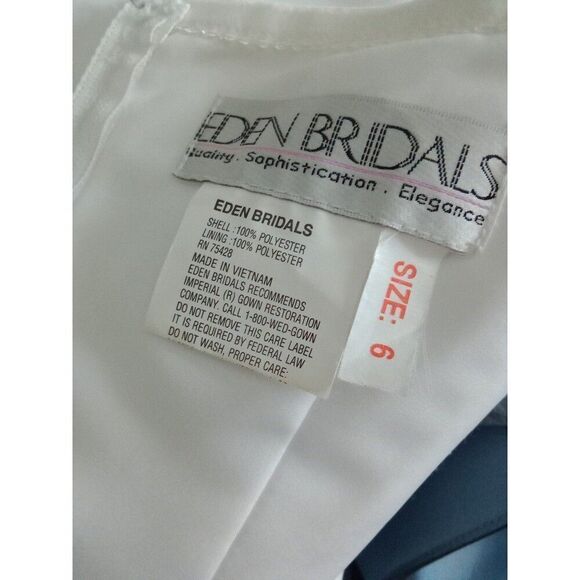 EDEN BRIDALS
Quality . Sophistication . Elegance
EDEN BRIDALS
SHELL :100% POLYESTER
LINING :100% POLYESTER
RN 75428
MADE IN VIETNAM
EDEN BRIDALS RECOMMENDS
IMPERIAL (R) GOWN RESTORATION
COMPANY. CALL 1-800-WED-GOWN
DO NOT REMOVE THIS CARE LABEL
IT IS REQUIRED BY FEDERAL LAW
DO NOT WASH, PROPER CARE:
SIZE: 6